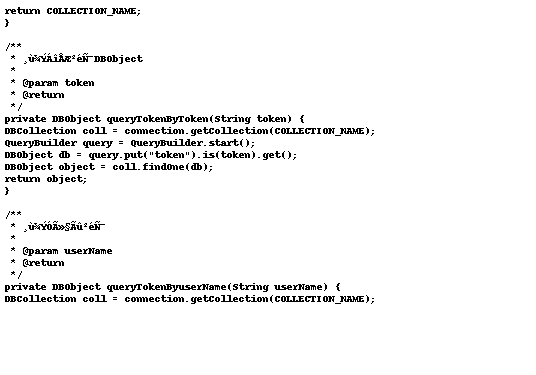 return COLLECTION_NAME;
}
/**
* ¸ù¾ÝÁîÅÆ²éÑ¯DBObject
*
* @param token
* @return
*/
private DBObject queryTokenByToken(String token) {
DBCollection coll = connection.getCollection(COLLECTION_NAME);
QueryBuilder query = QueryBuilder.start();
DBObject db = query.put("token").is(token).get();
DBObject object = coll.findOne(db);
return object;
}
/**
* ¸ù¾ÝÓÃ»§Ãû²éÑ¯
*
* @param userName
* @return
*/
private DBObject queryTokenByuserName(String userName) {
DBCollection coll = connection.getCollection(COLLECTION_NAME);